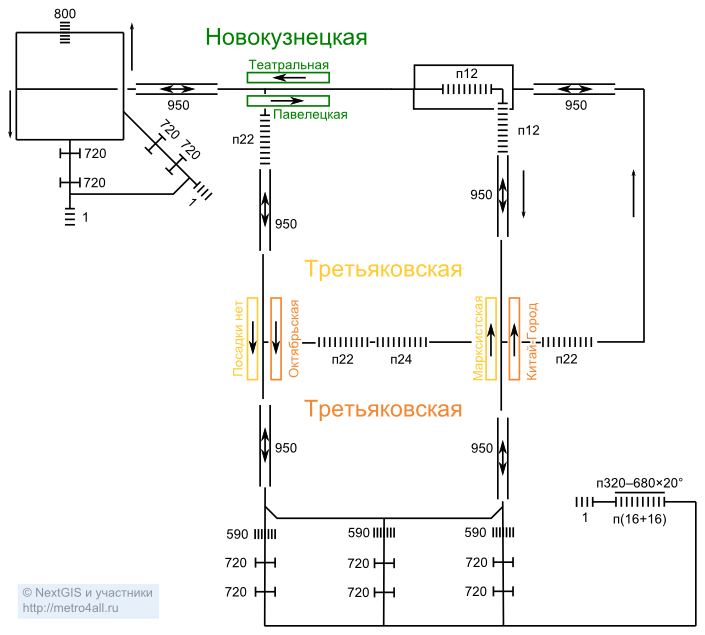 800
Новокузнецкая
Театральная
п12
950
950
Павелецкая
720
720
п22
п12
720
720
1
1
950
950
Третьяковская
Посадки нет
Октябрьская
Марксистская
Китай-Город
п22
п24
п22
Третьяковская
950
950
п320–680×20°
1
п(16+16)
590
590
590
720
720
720
720
720
720
© NextGIS и участники
http://metro4all.ru